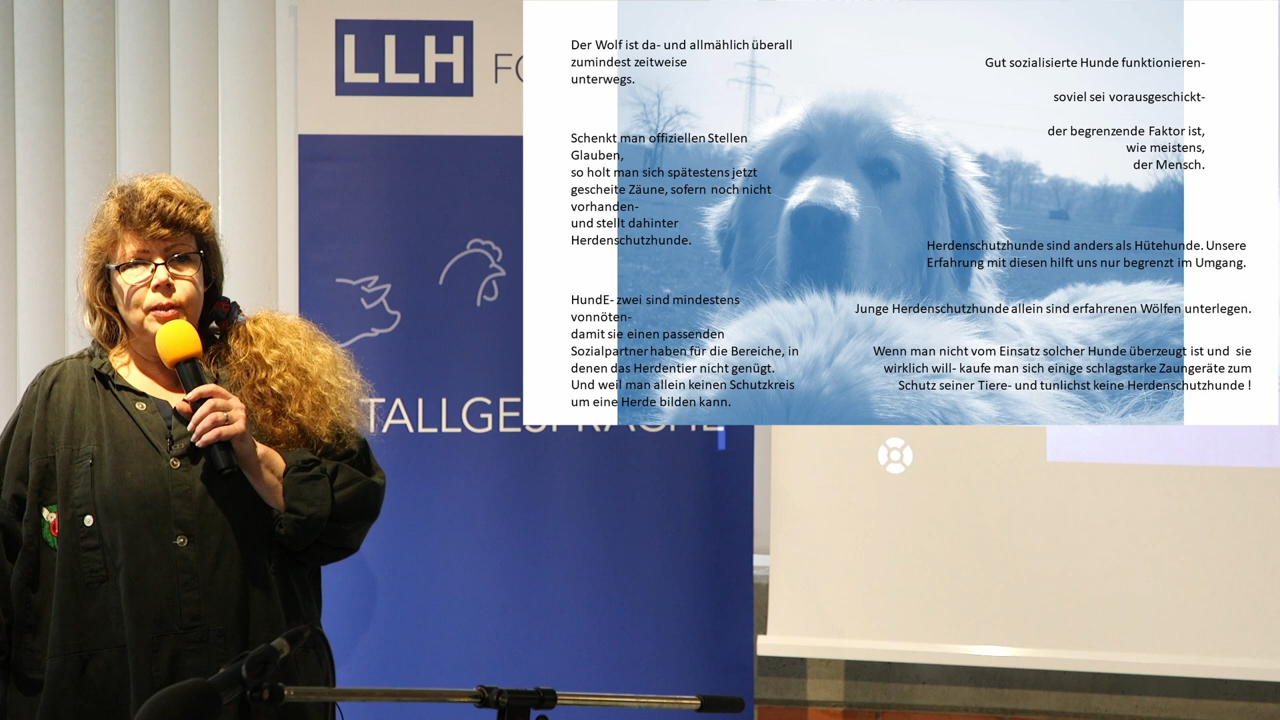 LLH FO
TALLGESPRÄCHE
Der Wolf ist da- und allmählich überall
zumindest zeitweise
unterwegs.
Schenkt man offiziellen Stellen
Glauben,
so holt man sich spätestens jetzt
gescheite Zäune, sofern noch nicht
vorhanden-
und stellt dahinter
Herdenschutzhunde.
HundE- zwei sind mindestens
vonnöten-
damit sie einen passenden
Sozialpartner haben für die Bereiche, in
denen das Herdentier nicht genügt.
Und weil man allein keinen Schutzkreis
um eine Herde bilden kann.
Gut sozialisierte Hunde funktionieren-
soviel sei vorausgeschickt-
der begrenzende Faktor ist,
wie meistens,
der Mensch.
Herdenschutzhunde sind anders als Hütehunde. Unsere
Erfahrung mit diesen hilft uns nur begrenzt im Umgang.
Junge Herdenschutzhunde allein sind erfahrenen Wölfen unterlegen.
Wenn man nicht vom Einsatz solcher Hunde überzeugt ist und sie
wirklich will- kaufe man sich einige schlagstarke Zaungeräte zum
Schutz seiner Tiere- und tunlichst keine Herdenschutzhunde !